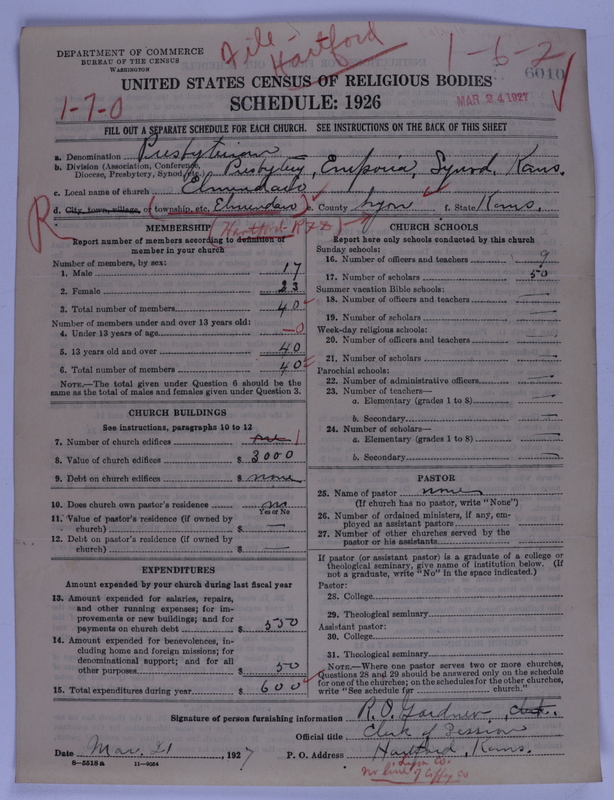 File - Hartford
1-6-2
DEPARTMENT OF COMMERCE
BUREAU OF THE CENSUS
WASHINGTON
6010
UNITED STATES CENSUS OF RELIGIOUS BODIES
MAR 24 1927
1-7-0
SCHEDULE: 1926
FILL OUT A SEPARATE SCHEDULE FOR EACH CHURCH. SEE INSTRUCTIONS ON THE BACK OF THIS SHEET
a. Denomination Presbyterian
b. Division (Association, Conference, Diocese, Presbytery, Synod, etc.) Presbytery, Emporia, Synod, Kans.
c. Local name of church Elmendaro
R d. City, town, village, or (township, etc. Elmendaro) e. County Lyon f. State Kans.
(Hartford-R#2)
MEMBERSHIP
Report number of members according to definition of
member in your church
Number of members, by sex:
1. Male 17
2. Female 23
3. Total number of members 40
Number of members under and over 13 years old:
4. Under 13 years of age —0
5. 13 years old and over 40
6. Total number of members 40
NOTE.—The total given under Question 6 should be the
same as the total of males and females given under Question 3.
CHURCH BUILDINGS
See instructions, paragraphs 10 to 12
7. Number of church edifices 1
8. Value of church edifices $ 3000
9. Debt on church edifices $ none
10. Does church own pastor's residence no
Yes or No
11. Value of pastor's residence (if owned by
church) $ —
12. Debt on pastor's residence (if owned by
church) $ —
EXPENDITURES
Amount expended by your church during last fiscal year
13. Amount expended for salaries, repairs,
and other running expenses; for im-
provements or new buildings; and for
payments on church debt $ 550
14. Amount expended for benevolences, in-
cluding home and foreign missions; for
denominational support; and for all
other purposes $ 50
15. Total expenditures during year $ 600
CHURCH SCHOOLS
Report here only schools conducted by this church
Sunday schools:
16. Number of officers and teachers 9
17. Number of scholars 50
Summer vacation Bible schools:
18. Number of officers and teachers —
19. Number of scholars —
Week-day religious schools:
20. Number of officers and teachers —
21. Number of scholars —
Parochial schools:
22. Number of administrative officers —
23. Number of teachers—
a. Elementary (grades 1 to 8) —
b. Secondary —
24. Number of scholars—
a. Elementary (grades 1 to 8) —
b. Secondary —
PASTOR
25. Name of pastor none
(If church has no pastor, write "None")
26. Number of ordained ministers, if any, em-
ployed as assistant pastors
27. Number of other churches served by the
pastor or his assistants
If pastor (or assistant pastor) is a graduate of a college or
theological seminary, give name of institution below. (If
not a graduate, write "No" in the space indicated.)
Pastor:
28. College
29. Theological seminary
Assistant pastor:
30. College
31. Theological seminary
NOTE.—Where one pastor serves two or more churches,
Questions 28 and 29 should be answered only on the schedule
for one of the churches; on the schedules for the other churches,
write "See schedule for church."
Signature of person furnishing information R. O. Gardner, Clerk.
Official title Clerk of Session
Date Mar. 21, 1927 P. O. Address Hartford, Kans.
8-5518a 11-9064
Lyon Co.
No line of Coffey Co